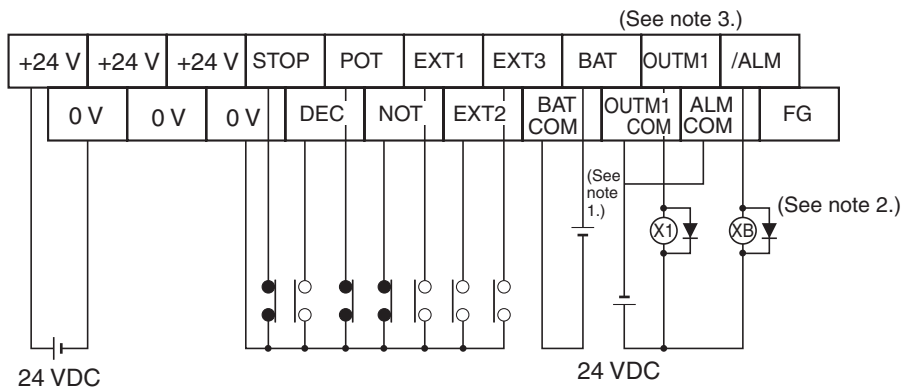 (See note 3.)
+24 V +24 V +24 V STOP POT EXT1 EXT3 BAT OUTM1 /ALM
0 V 0 V 0 V DEC NOT EXT2 BAT COM OUTM1 COM ALM COM FG
(See
note
1.)
X1
XB
(See note 2.)
24 VDC
24 VDC